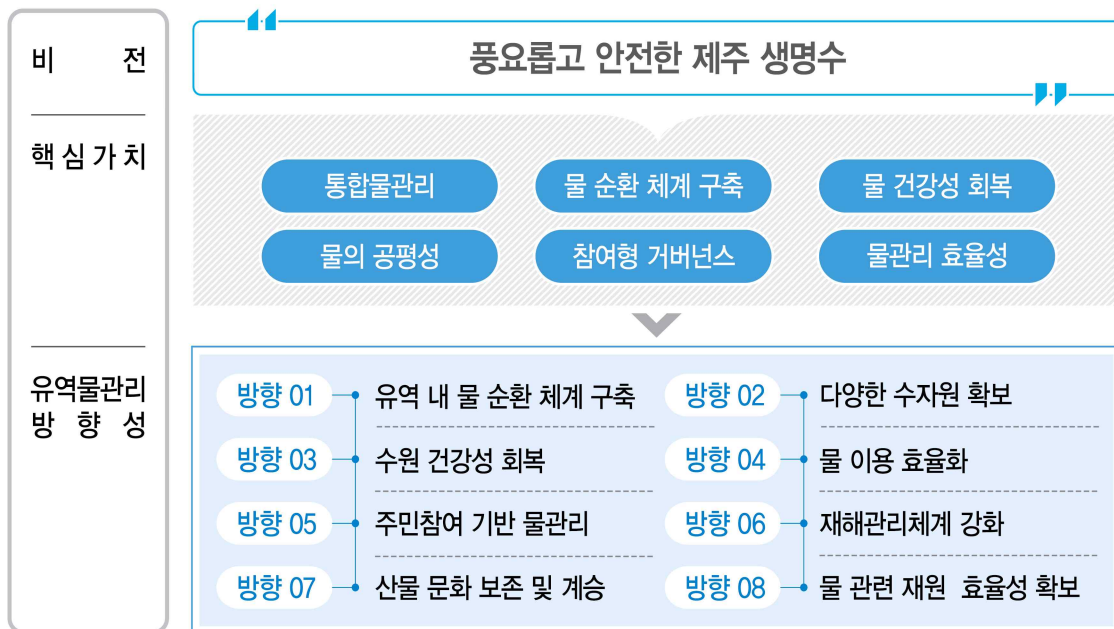 비 전
풍요롭고 안전한 제주 생명수
핵심가치
통합물관리
물 순환 체계 구축
물 건강성 회복
물의 공평성
참여형 거버넌스
물관리 효율성
유역물관리
방 향 성
방향 01 유역 내 물 순환 체계 구축
방향 02 다양한 수자원 확보
방향 03 수원 건강성 회복
방향 04 물 이용 효율화
방향 05 주민참여 기반 물관리
방향 06 재해관리체계 강화
방향 07 산물 문화 보존 및 계승
방향 08 물 관련 재원 효율성 확보